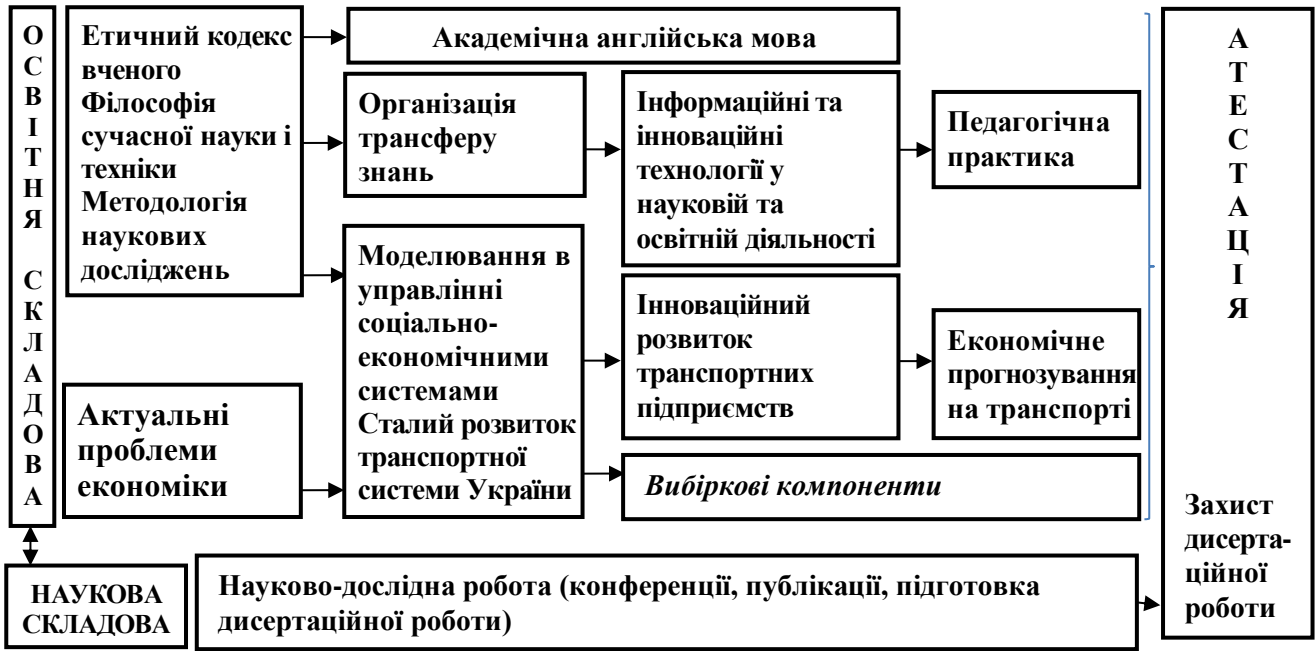 ОСВІТНЯ СКЛАДОВА
Етичний кодекс
вченого
Філософія
сучасної науки і
техніки
Методологія
наукових
досліджень
Актуальні
проблеми
економіки
Академічна англійська мова
Організація
трансферу
знань
Моделювання в
управлінні
соціально-
економічними
системами
Сталий розвиток
транспортної
системи України
Інформаційні та
інноваційні
технології у
науковій та
освітній діяльності
Інноваційний
розвиток
транспортних
підприємств
Вибіркові компоненти
Педагогічна
практика
Економічне
прогнозування
на транспорті
АТЕСТАЦІЯ
Захист
дисерта-
ційної
роботи
НАУКОВА
СКЛАДОВА
Науково-дослідна робота (конференції, публікації, підготовка
дисертаційної роботи)